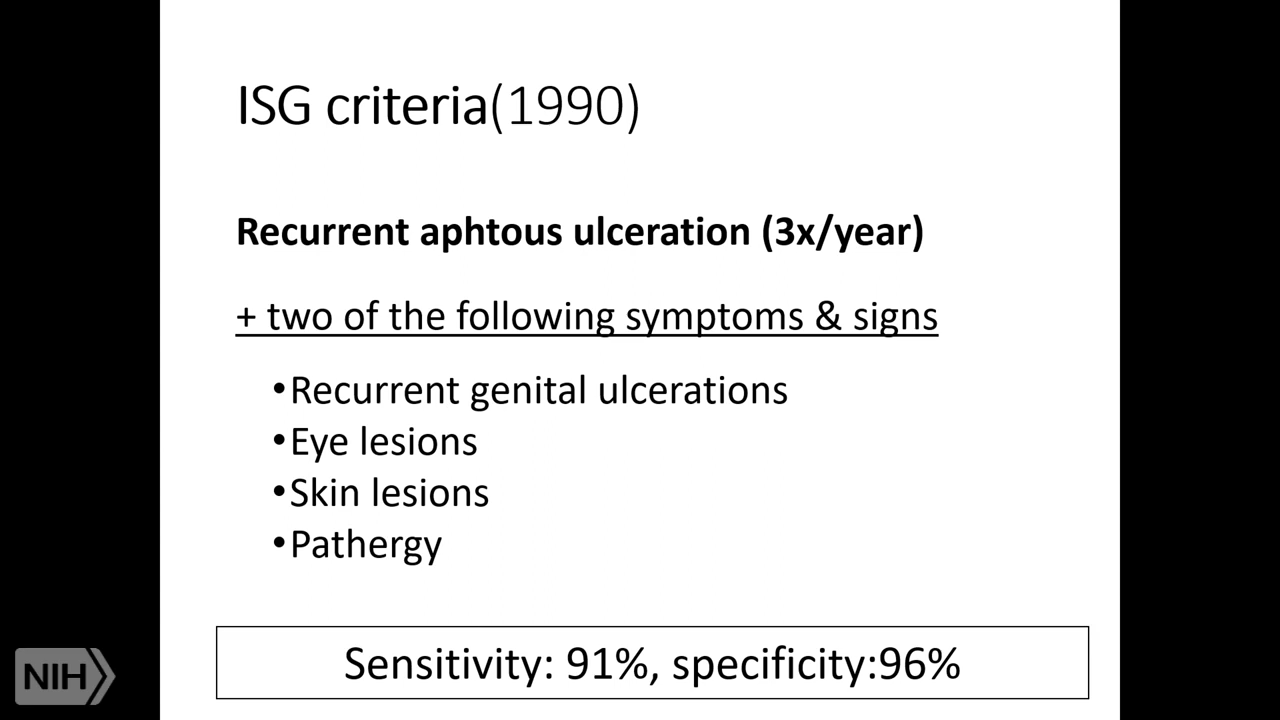 ISG criteria(1990)
Recurrent aphtous ulceration (3x/year)
+ two of the following symptoms & signs
•Recurrent genital ulcerations
•Eye lesions
•Skin lesions
•Pathergy
Sensitivity: 91%, specificity:96%
NIH